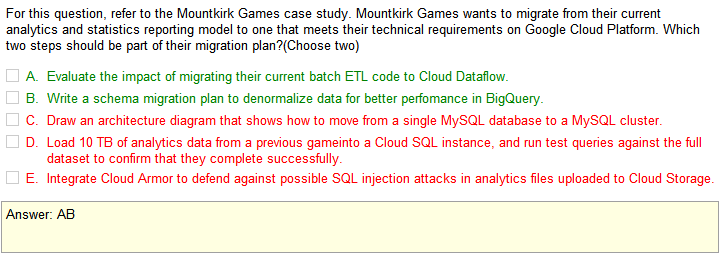 For this question, refer to the Mountkirk Games case study. Mountkirk Games wants to migrate from their current
analytics and statistics reporting model to one that meets their technical requirements on Google Cloud Platform. Which
two steps should be part of their migration plan?(Choose two)
A. Evaluate the impact of migrating their current batch ETL code to Cloud Dataflow.
B. Write a schema migration plan to denormalize data for better perfomance in BigQuery.
C. Draw an architecture diagram that shows how to move from a single MySQL database to a MySQL cluster.
D. Load 10 TB of analytics data from a previous gameinto a Cloud SQL instance, and run test queries against the full
dataset to confirm that they complete successfully.
E. Integrate Cloud Armor to defend against possible SQL injection attacks in analytics files uploaded to Cloud Storage.
Answer: AB